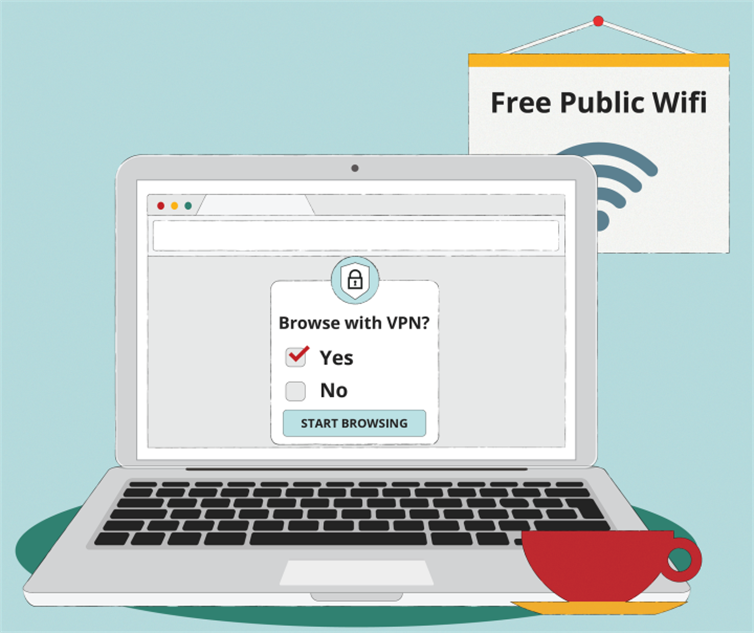 Free Public Wifi
Browse with VPN?
Yes
No
START BROWSING